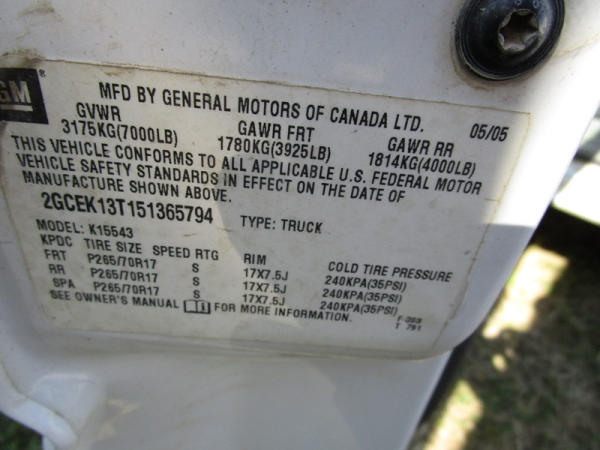 GM ®
MFD BY GENERAL MOTORS OF CANADA LTD. 05/05
GVWR GAWR FRT GAWR RR
3175KG(7000LB) 1780KG(3925LB) 1814KG(4000LB)
THIS VEHICLE CONFORMS TO ALL APPLICABLE U.S. FEDERAL MOTOR
VEHICLE SAFETY STANDARDS IN EFFECT ON THE DATE OF
MANUFACTURE SHOWN ABOVE.
2GCEK13T151365794 TYPE: TRUCK
MODEL: K15543
KPDC TIRE SIZE SPEED RTG RIM COLD TIRE PRESSURE
FRT P265/70R17 S 17X7.5J 240KPA(35PSI)
RR P265/70R17 S 17X7.5J 240KPA(35PSI)
SPA P265/70R17 S 17X7.5J 240KPA(35PSI)
SEE OWNER'S MANUAL FOR MORE INFORMATION.
T 791